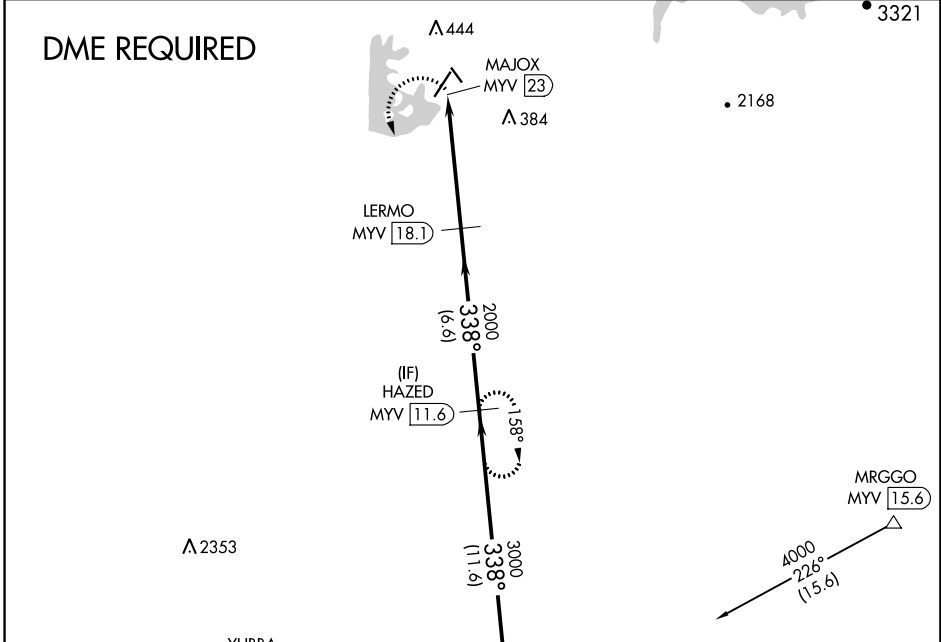 DME REQUIRED
444
3321
MAJOX
MYV 23
2168
384
LERMO
MYV 18.1
2000
338°
(6.6)
(IF)
HAZED
MYV 11.6
158°
MRGGO
MYV 15.6
2353
3000
338°
(11.6)
4000
226°
(15.6)